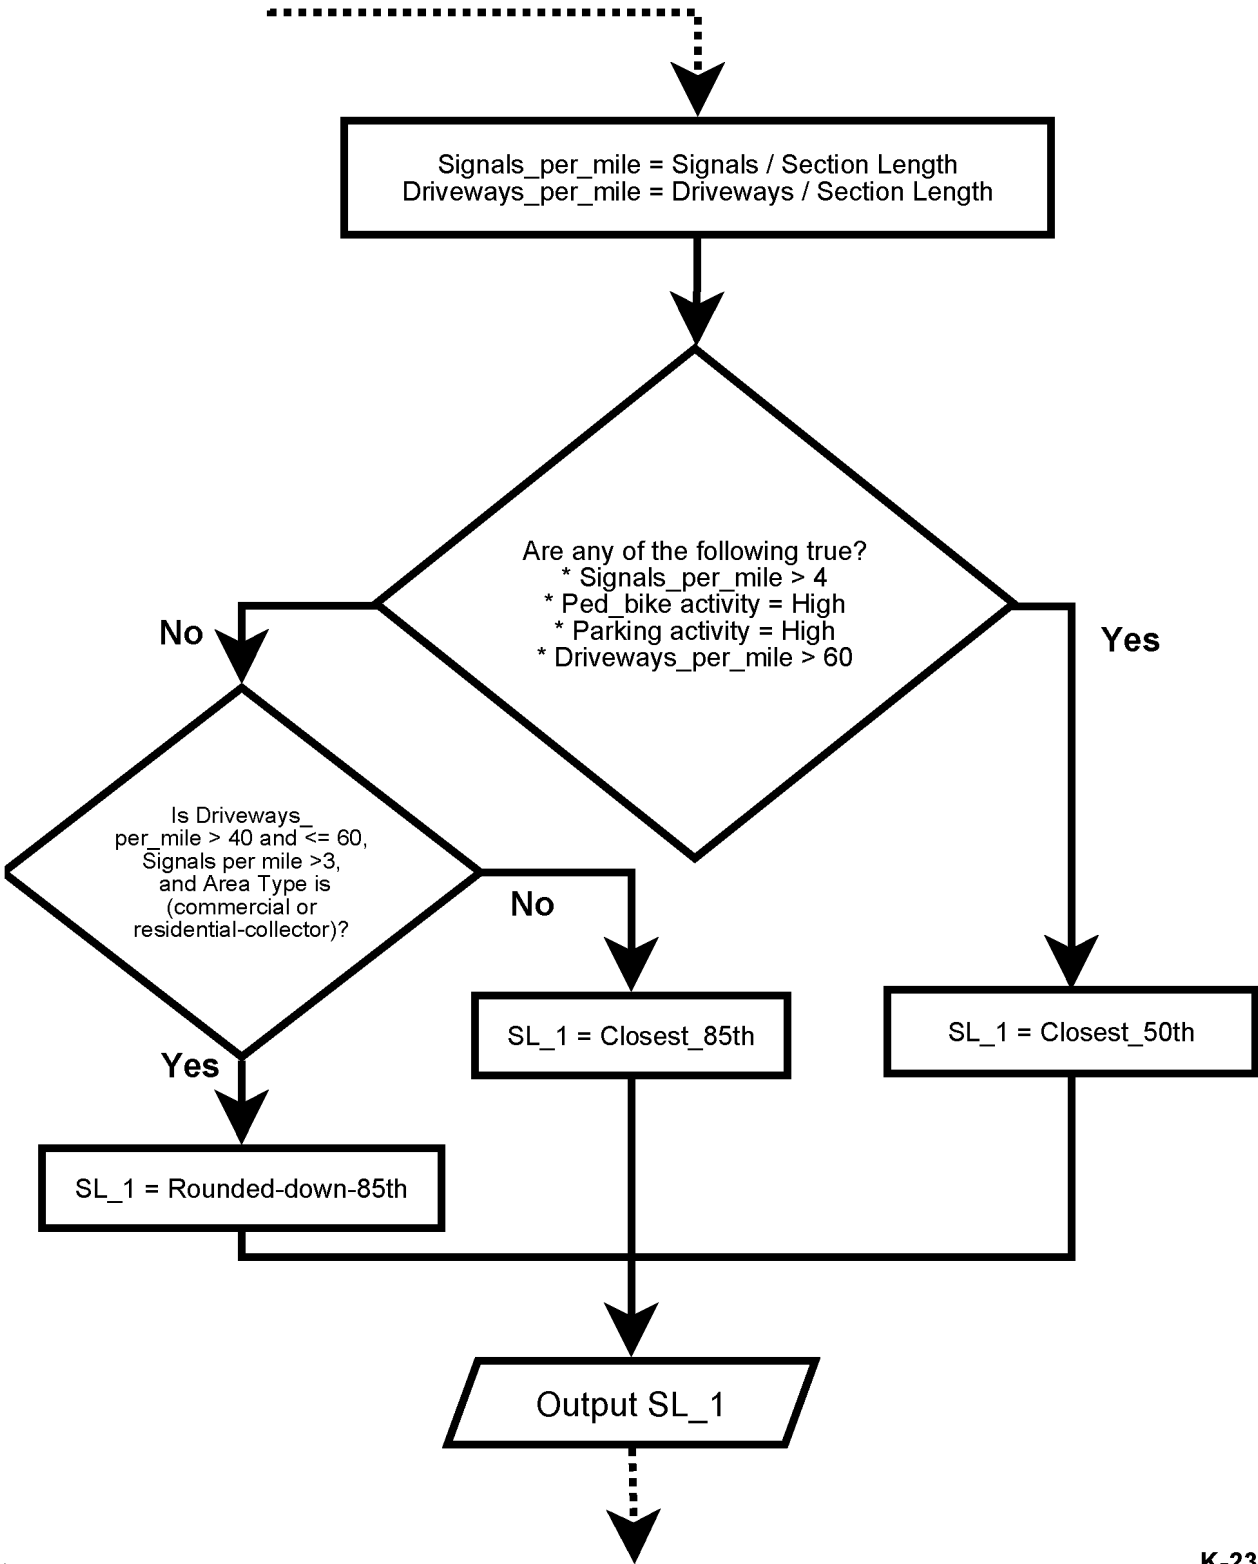 Signals_per_mile = Signals / Section Length
Driveways_per_mile = Driveways / Section Length
Are any of the following true?
* Signals_per_mile > 4
* Ped_bike activity = High
* Parking activity = High
* Driveways_per_mile > 60
No
Yes
Is Driveways_
per_mile > 40 and <= 60,
Signals per mile >3,
and Area Type is
(commercial or
residential-collector)?
No
Yes
SL_1 = Closest_85th
SL_1 = Closest_50th
SL_1 = Rounded-down-85th
Output SL_1
K-23